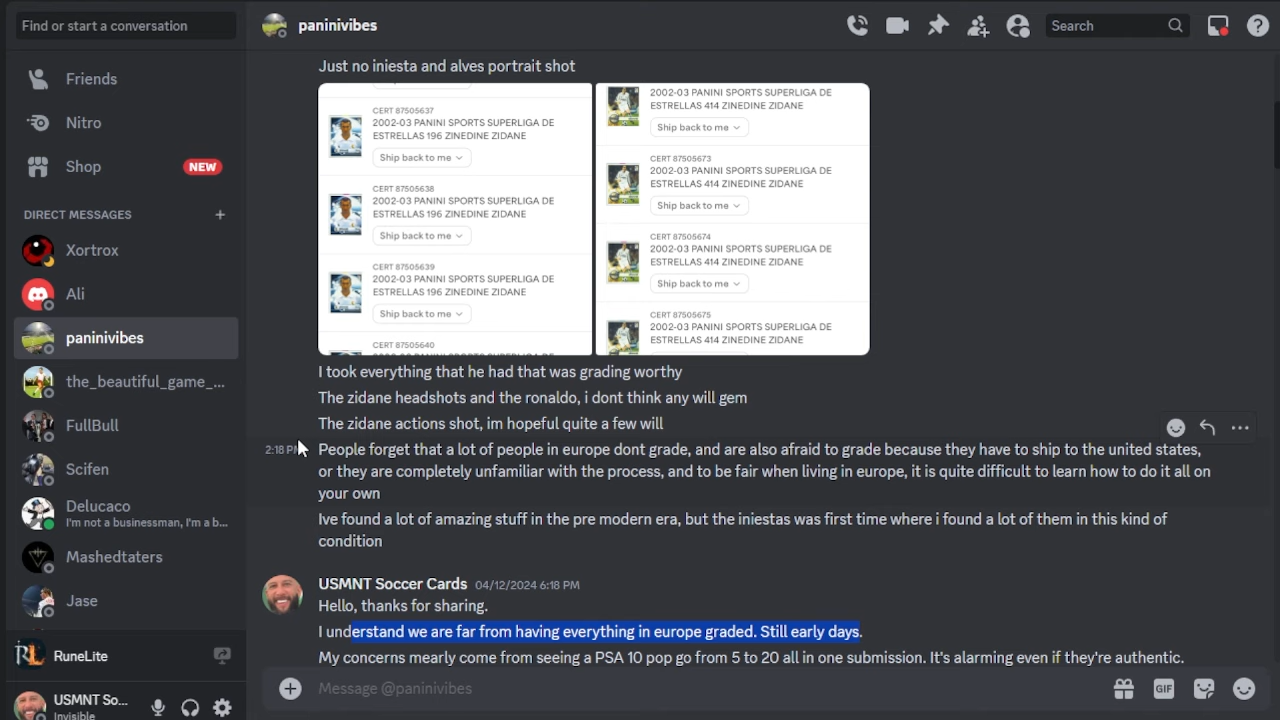 Find or start a conversation
Friends
Nitro
Shop
NEW
DIRECT MESSAGES
Xortrox
Ali
paninivibes
the_beautiful_game_...
FullBull
Scifen
Delucaco
I'm not a businessman, I'm a b...
Mashedtaters
Jase
RuneLite
USMNT So...
Invisible
paninivibes
Search
Just no iniesta and alves portrait shot
CERT 87505637
2002-03 PANINI SPORTS SUPERLIGA DE
ESTRELLAS 196 ZINEDINE ZIDANE
Ship back to me
CERT 87505638
2002-03 PANINI SPORTS SUPERLIGA DE
ESTRELLAS 196 ZINEDINE ZIDANE
Ship back to me
CERT 87505639
2002-03 PANINI SPORTS SUPERLIGA DE
ESTRELLAS 196 ZINEDINE ZIDANE
Ship back to me
CERT 87505640
2002-03 PANINI SPORTS SUPERLIGA DE
ESTRELLAS 414 ZINEDINE ZIDANE
Ship back to me
CERT 87505673
2002-03 PANINI SPORTS SUPERLIGA DE
ESTRELLAS 414 ZINEDINE ZIDANE
Ship back to me
CERT 87505674
2002-03 PANINI SPORTS SUPERLIGA DE
ESTRELLAS 414 ZINEDINE ZIDANE
Ship back to me
CERT 87505675
2002-03 PANINI SPORTS SUPERLIGA DE
ESTRELLAS 414 ZINEDINE ZIDANE
I took everything that he had that was grading worthy
The zidane headshots and the ronaldo, i dont think any will gem
The zidane actions shot, im hopeful quite a few will
2:18 PM People forget that a lot of people in europe dont grade, and are also afraid to grade because they have to ship to the united states,
or they are completely unfamiliar with the process, and to be fair when living in europe, it is quite difficult to learn how to do it all on
your own
Ive found a lot of amazing stuff in the pre modern era, but the iniestas was first time where i found a lot of them in this kind of
condition
USMNT Soccer Cards 04/12/2024 6:18 PM
Hello, thanks for sharing.
I understand we are far from having everything in europe graded. Still early days.
My concerns mearly come from seeing a PSA 10 pop go from 5 to 20 all in one submission. It's alarming even if they're authentic.
Message @paninivibes
GIF